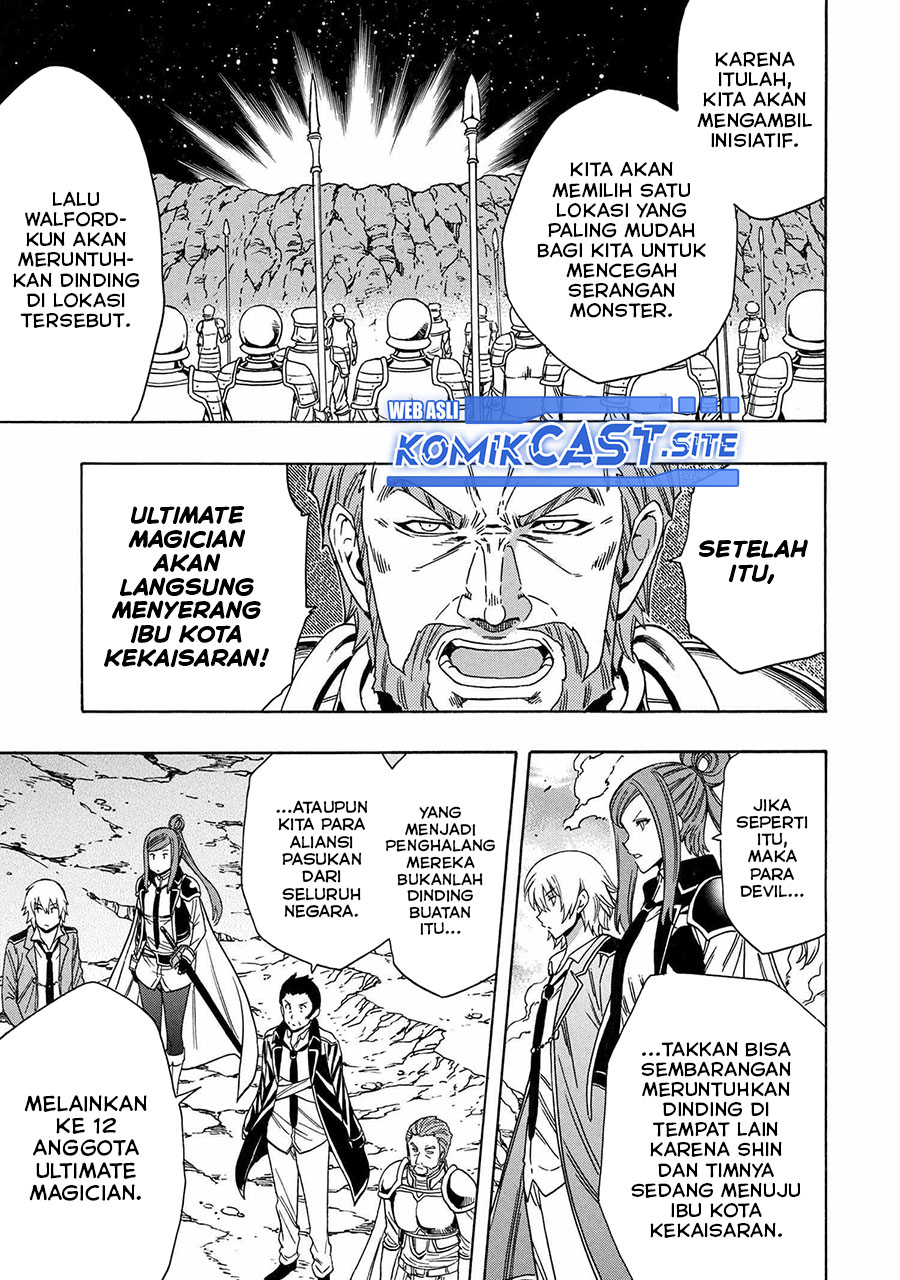 KARENA
ITULAH,
KITA AKAN
MENGAMBIL
INISIATIF.
KITA AKAN
MEMILIH SATU
LOKASI YANG
PALING MUDAH
BAGI KITA UNTUK
MENCEGAH
SERANGAN
MONSTER.
LALU
WALFORD-
KUN AKAN
MERUNTUH-
KAN DINDING
DI LOKASI
TERSEBUT.
WEB ASLI
KOMIKCAST.SITE
SETELAH
ITU,
ULTIMATE
MAGICIAN
AKAN
LANGSUNG
MENYERANG
IBU KOTA
KEKAISARAN!
JIKA
SEPERTI
ITU,
MAKA
PARA
DEVIL...
...TAKKAN BISA
SEMBARANGAN
MERUNTUHKAN
DINDING DI
TEMPAT LAIN
KARENA SHIN
DAN TIMNYA
SEDANG MENUJU
IBU KOTA
KEKAISARAN.
YANG
MENJADI
PENGHALANG
MEREKA
BUKANLAH
DINDING
BUATAN
ITU...
...ATAUPUN
KITA PARA
ALIANSI
PASUKAN
DARI
SELURUH
NEGARA.
MELAINKAN
KE 12
ANGGOTA
ULTIMATE
MAGICIAN.